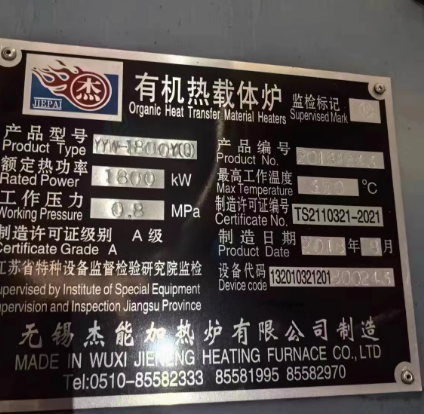 杰
JIEPAI
有机热载体炉
Organic Heat Transfer Material Heaters
监检标记
Supervised Mark
产品型号
Product Type
额定热功率
Rated Power 1800 kW
工作压力
Working Pressure 0.8 MPa
制造许可证级别 A 级
Certificate Grade A
江苏省特种设备监督检验研究院监检
Supervised by Institute of Special Equipment
Supervision and Inspection Jiangsu Province
产品编号
Product No.
最高工作温度
Max Temperature °C
制造许可证编号
Certificate No. TS2110321-2021
制造日期
Product Date 年 月
设备代码
Device code 132010321201
无锡杰能加热炉有限公司制造
MADE IN WUXI JIENENG HEATING FURNACE CO., LTD
Tel:0510-85582333 85581995 85582970